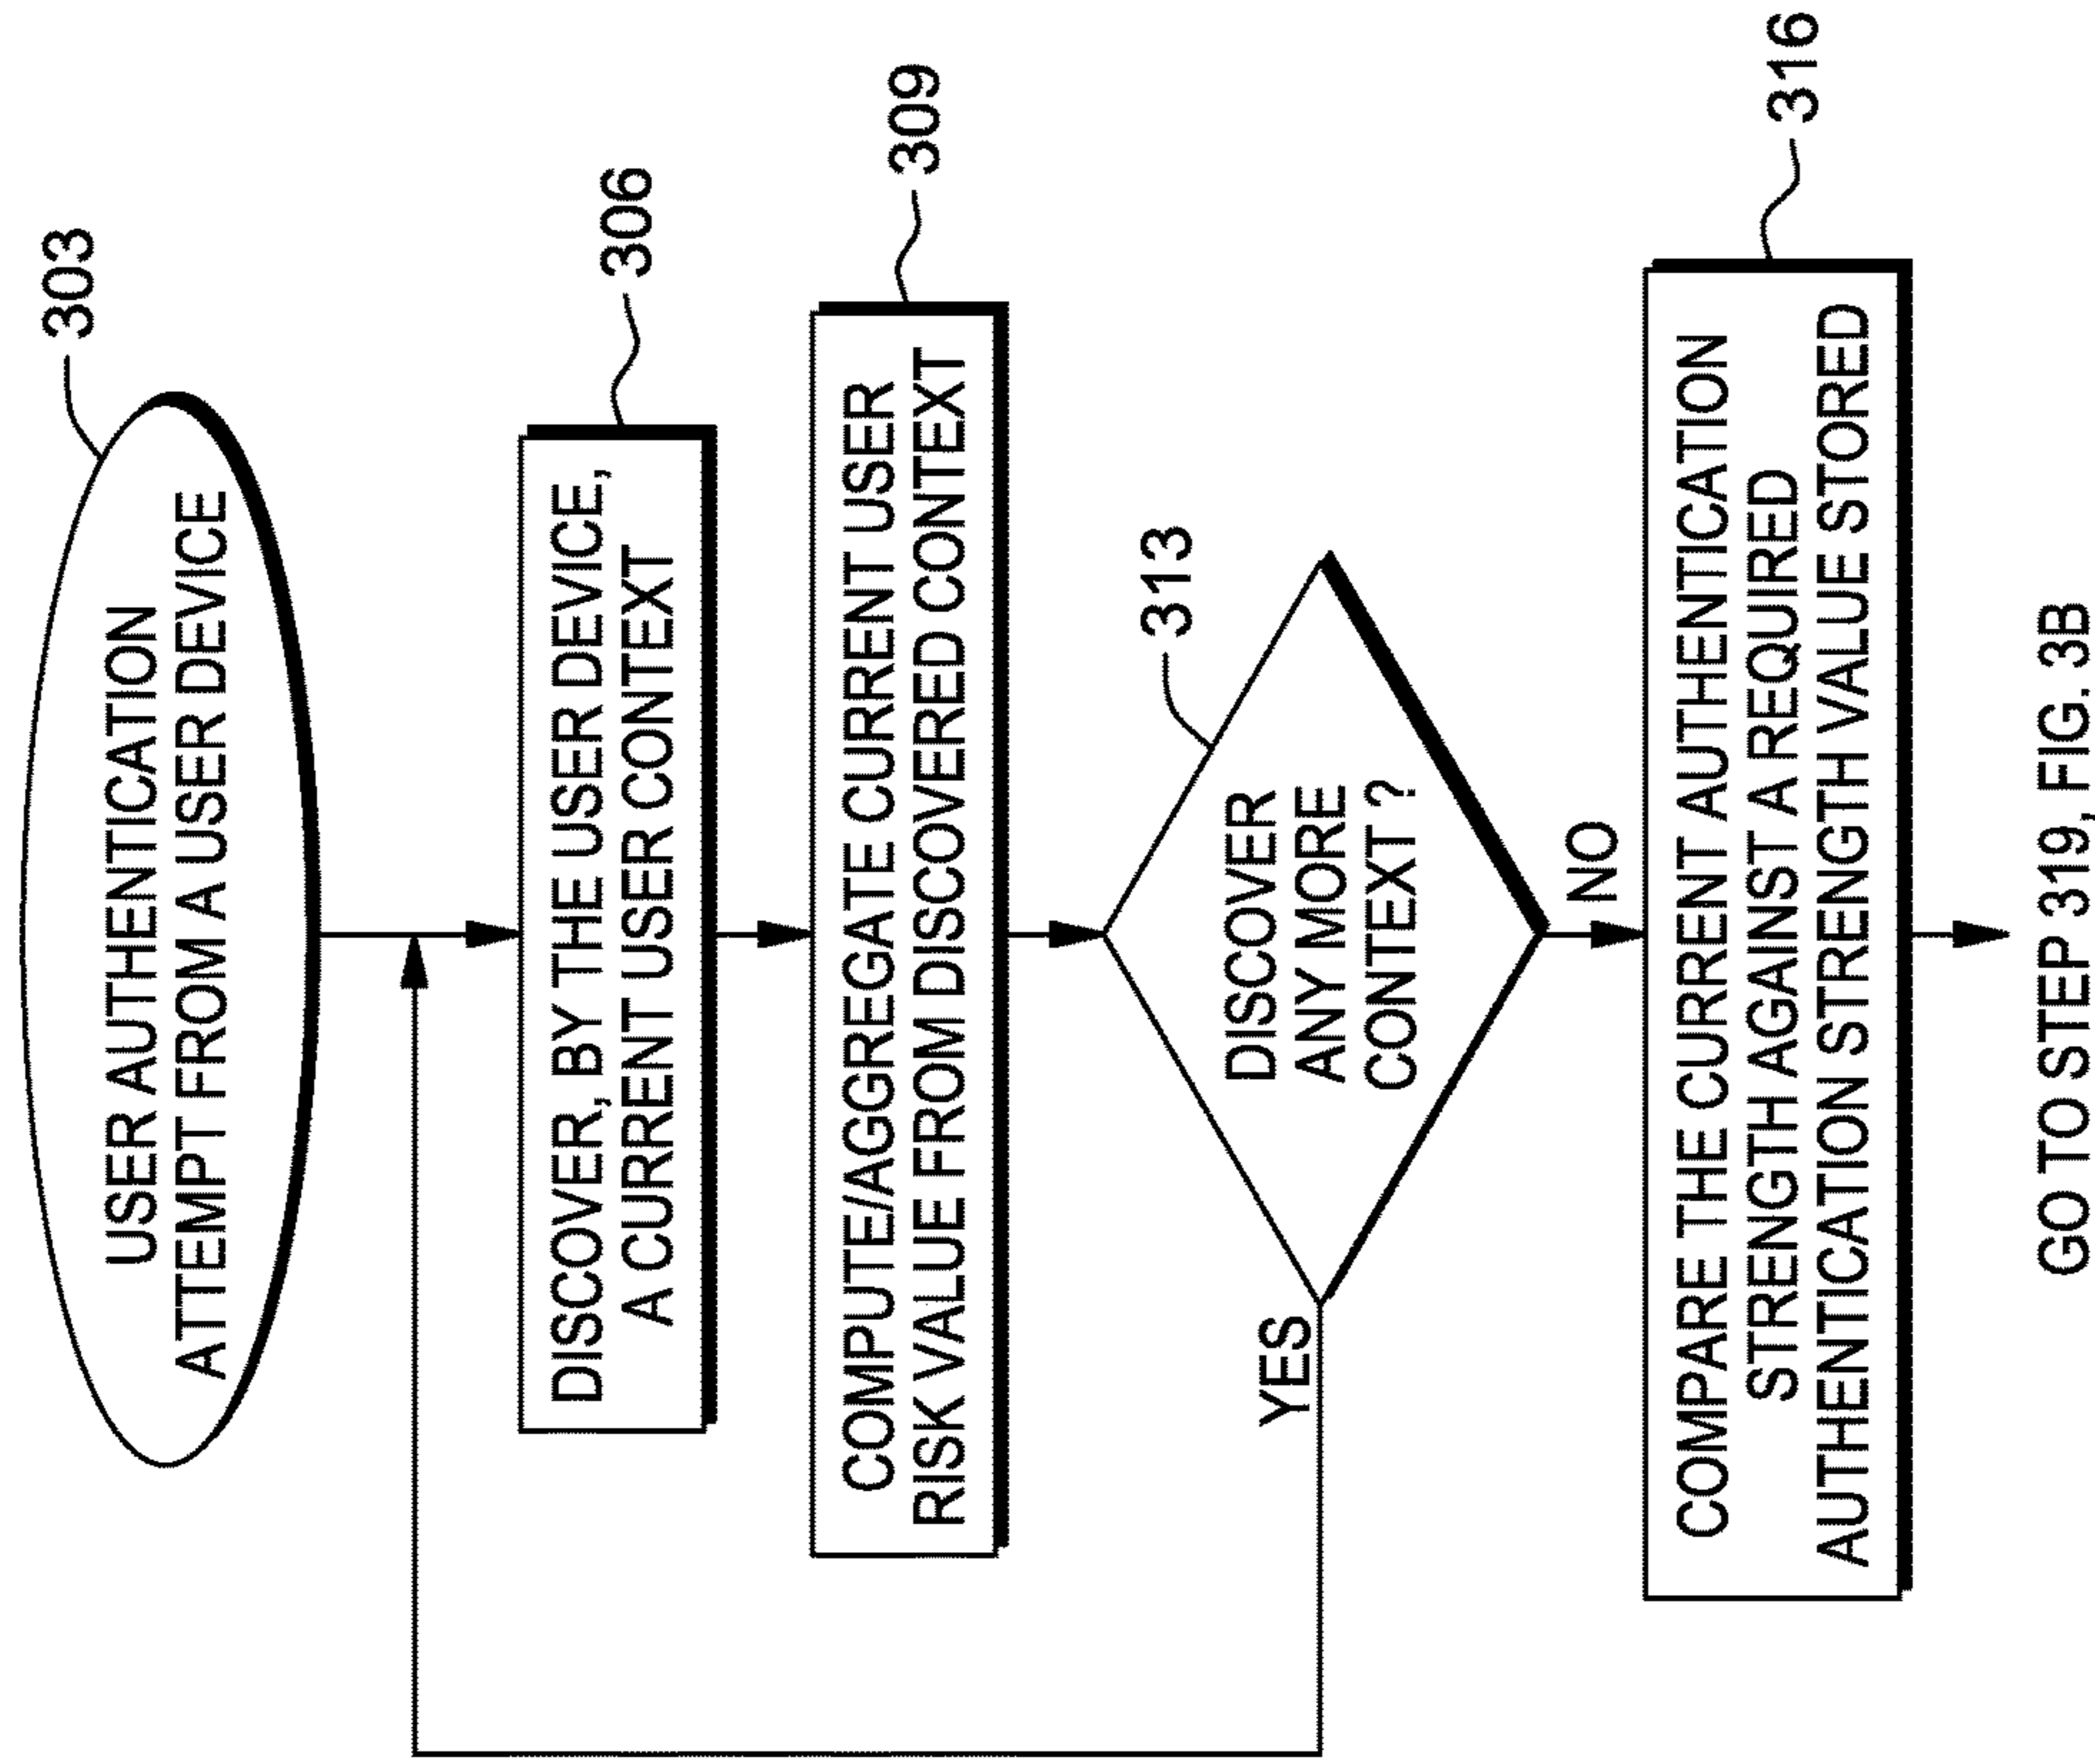 303
USER AUTHENTICATION
ATTEMPT FROM A USER DEVICE
306
DISCOVER, BY THE USER DEVICE,
A CURRENT USER CONTEXT
309
COMPUTE/AGGREGATE CURRENT USER
RISK VALUE FROM DISCOVERED CONTEXT
313
DISCOVER
ANY MORE
CONTEXT ?
YES
NO
316
COMPARE THE CURRENT AUTHENTICATION
STRENGTH AGAINST A REQUIRED
AUTHENTICATION STRENGTH VALUE STORED
GO TO STEP 319, FIG. 3B